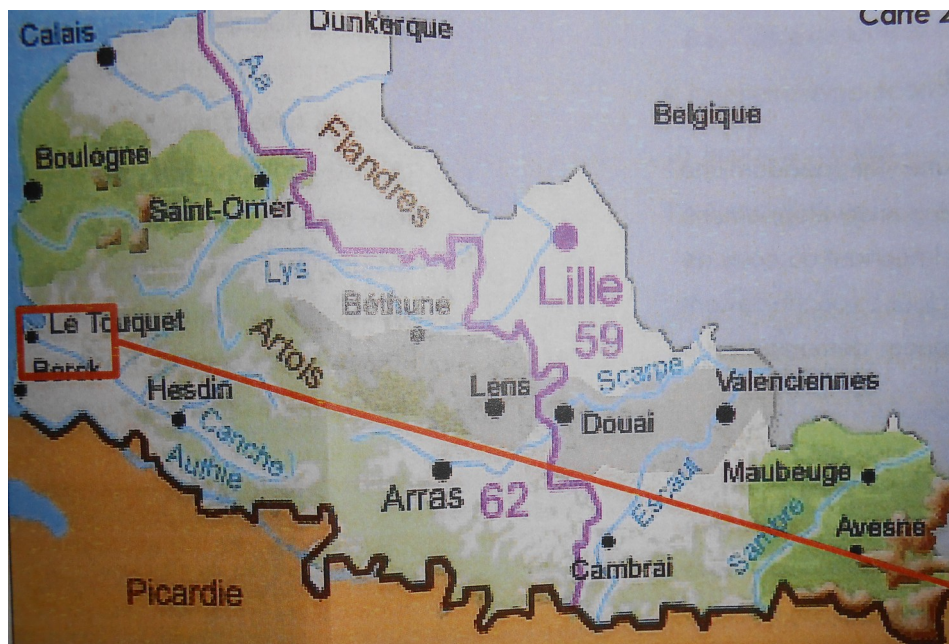 Carte 2
Calais
Dunkerque
Aa
Belgique
Flandres
Boulogne
Saint-Omer
Lys
Lille
59
Béthune
Le Touquet
Artois
Berck
Hesdin
Lens
Scarpe
Valenciennes
Douai
Canche
Authie
Maubeuge
Arras
62
Escaut
Sambre
Avesne
Cambrai
Picardie